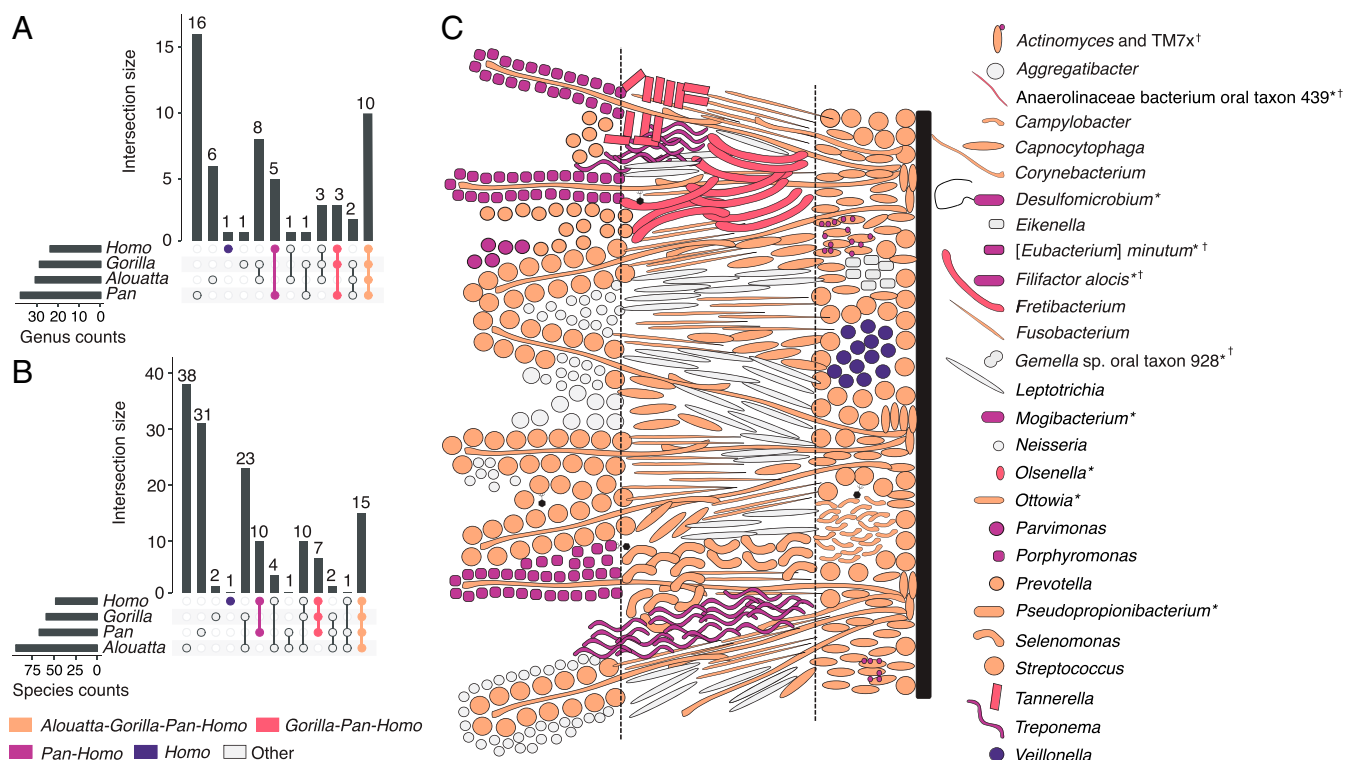 A
Intersection size
15
10
5
0
16
6
1
1
8
5
1
1
3
3
2
10
Homo
Gorilla
Alouatta
Pan
30 20 10 0
Genus counts
B
Intersection size
40
30
20
10
0
38
31
2
1
23
10
4
1
10
7
2
1
15
Homo
Gorilla
Pan
Alouatta
75 50 25 0
Species counts
Alouatta-Gorilla-Pan-Homo
Gorilla-Pan-Homo
Pan-Homo
Homo
Other
C
Actinomyces and TM7x†
Aggregatibacter
Anaerolinaceae bacterium oral taxon 439*†
Campylobacter
Capnocytophaga
Corynebacterium
Desulfomicrobium*
Eikenella
[Eubacterium] minutum*†
Filifactor alocis*†
Fretibacterium
Fusobacterium
Gemella sp. oral taxon 928*†
Leptotrichia
Mogibacterium*
Neisseria
Olsenella*
Ottowia*
Parvimonas
Porphyromonas
Prevotella
Pseudopropionibacterium*
Selenomonas
Streptococcus
Tannerella
Treponema
Veillonella